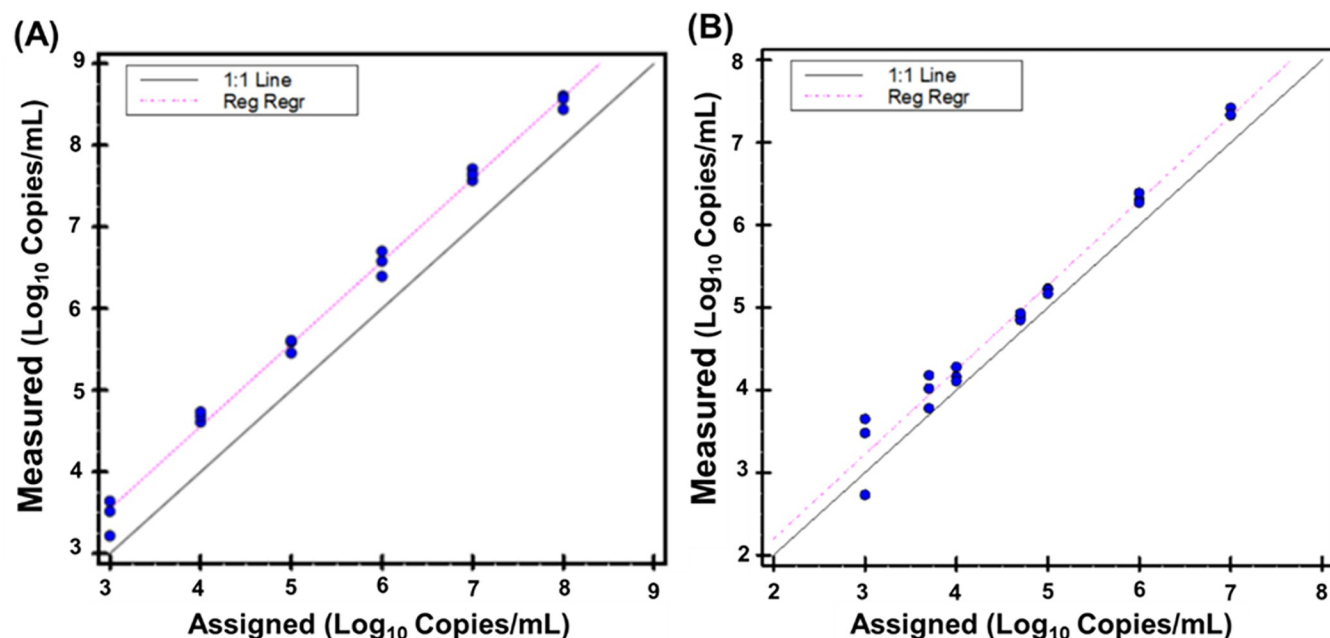 (A)
1:1 Line
Reg Regr
Measured (Log₁₀ Copies/mL)
9
8
7
6
5
4
3
3 4 5 6 7 8 9
Assigned (Log₁₀ Copies/mL)
(B)
1:1 Line
Reg Regr
Measured (Log₁₀ Copies/mL)
8
7
6
5
4
3
2
2 3 4 5 6 7 8
Assigned (Log₁₀ Copies/mL)